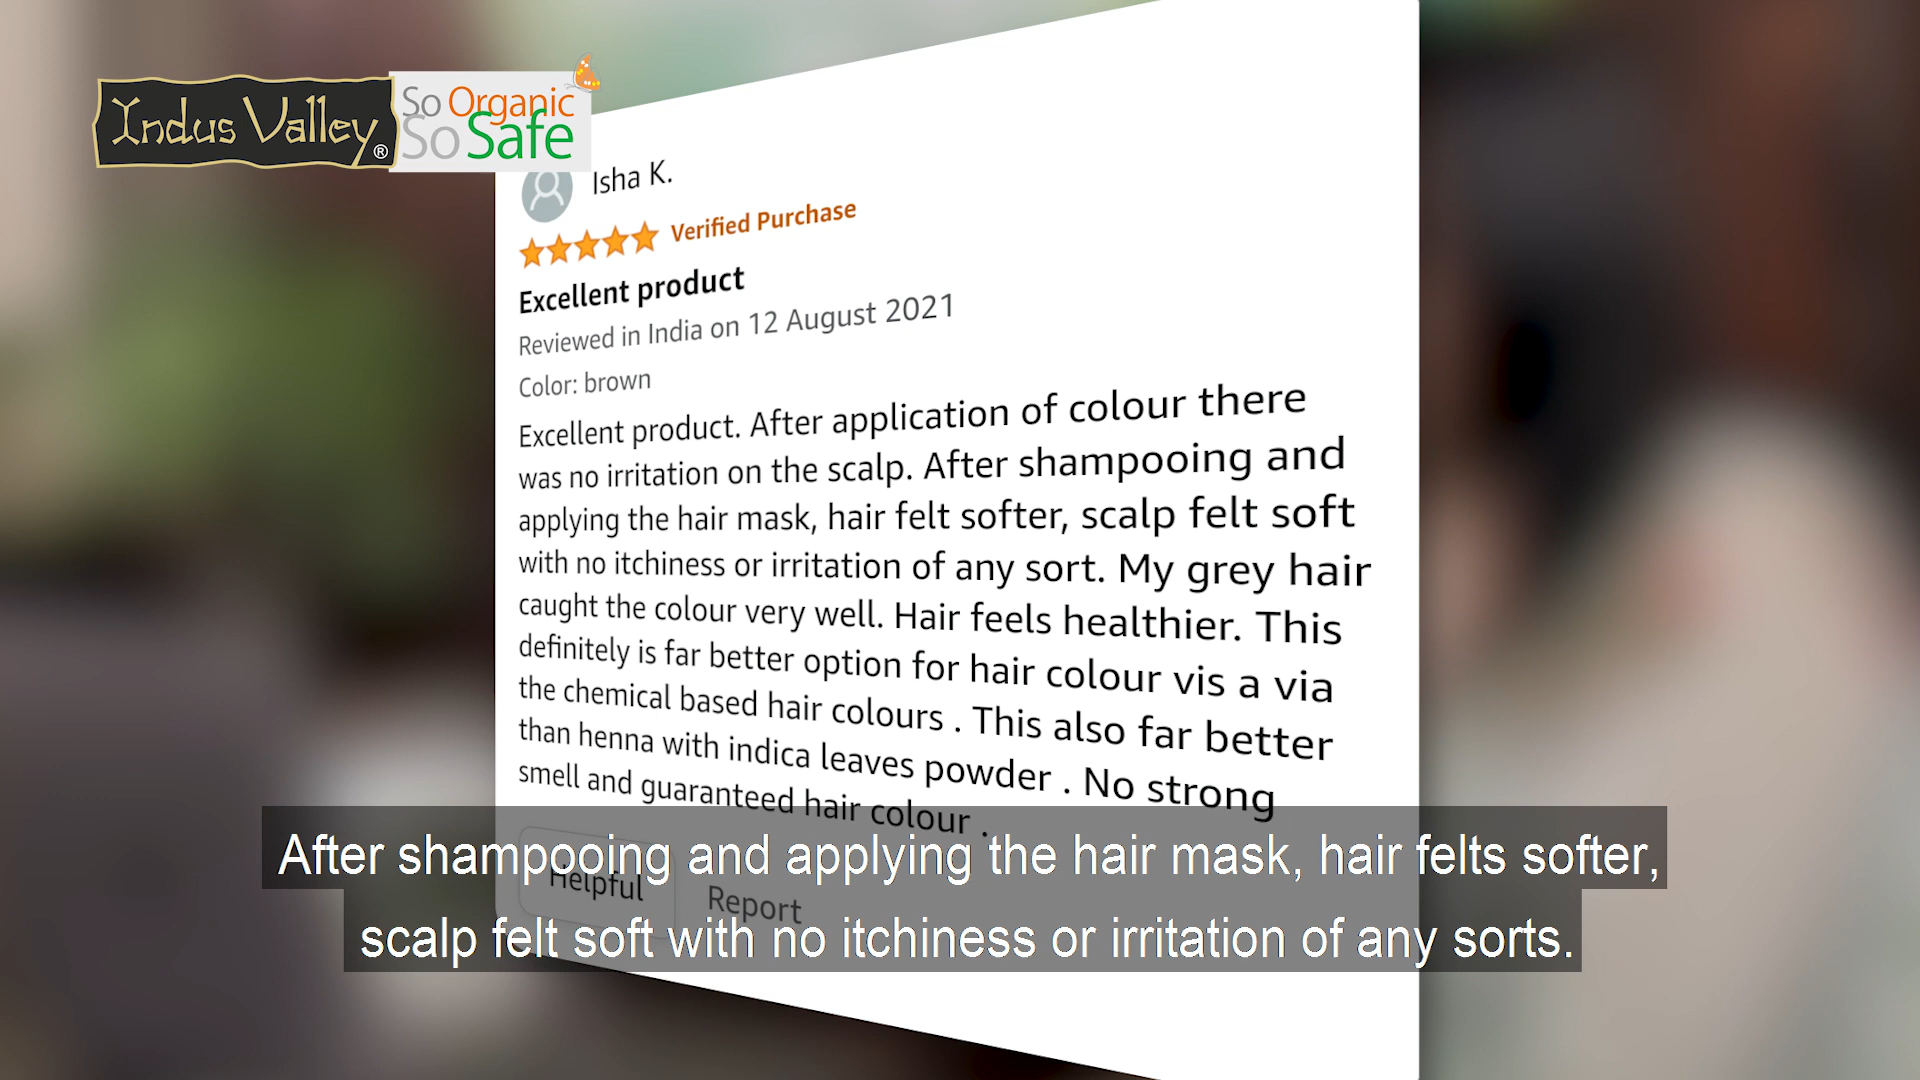 Indus Valley®
So Organic
So Safe
Isha K.
Verified Purchase
Excellent product
Reviewed in India on 12 August 2021
Color: brown
Excellent product. After application of colour there
was no irritation on the scalp. After shampooing and
applying the hair mask, hair felt softer, scalp felt soft
with no itchiness or irritation of any sort. My grey hair
caught the colour very well. Hair feels healthier. This
definitely is far better option for hair colour vis a via
the chemical based hair colours . This also far better
than henna with indica leaves powder . No strong
smell and guaranteed hair colour .
Helpful
Report
After shampooing and applying the hair mask, hair felts softer,
scalp felt soft with no itchiness or irritation of any sorts.